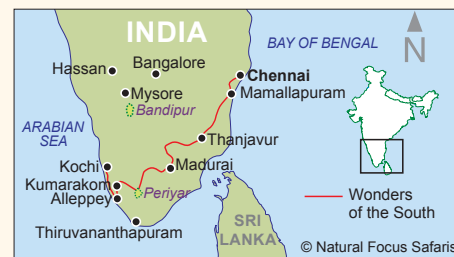 INDIA
BAY OF BENGAL
N
Hassan
Bangalore
Chennai
Mamallapuram
Mysore
Bandipur
ARABIAN
SEA
Thanjavur
Kochi
Madurai
Kumarakom
Alleppey
Periyar
Wonders
of the South
Thiruvananthapuram
SRI
LANKA
© Natural Focus Safaris